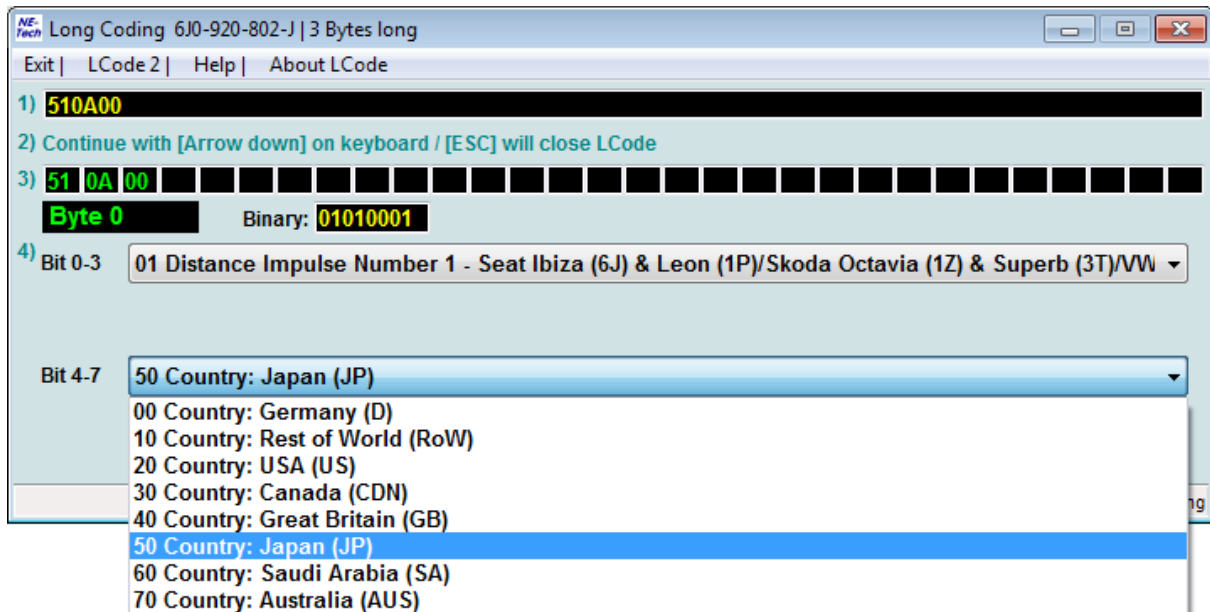 NE-Tech Long Coding 6J0-920-802-J | 3 Bytes long
Exit | LCode 2 | Help | About LCode
1) 510A00
2) Continue with [Arrow down] on keyboard / [ESC] will close LCode
3) 51 0A 00
Byte 0 Binary: 01010001
4) Bit 0-3 01 Distance Impulse Number 1 - Seat Ibiza (6J) & Leon (1P)/Skoda Octavia (1Z) & Superb (3T)/VW
Bit 4-7 50 Country: Japan (JP)
00 Country: Germany (D)
10 Country: Rest of World (RoW)
20 Country: USA (US)
30 Country: Canada (CDN)
ng
40 Country: Great Britain (GB)
50 Country: Japan (JP)
60 Country: Saudi Arabia (SA)
70 Country: Australia (AUS)